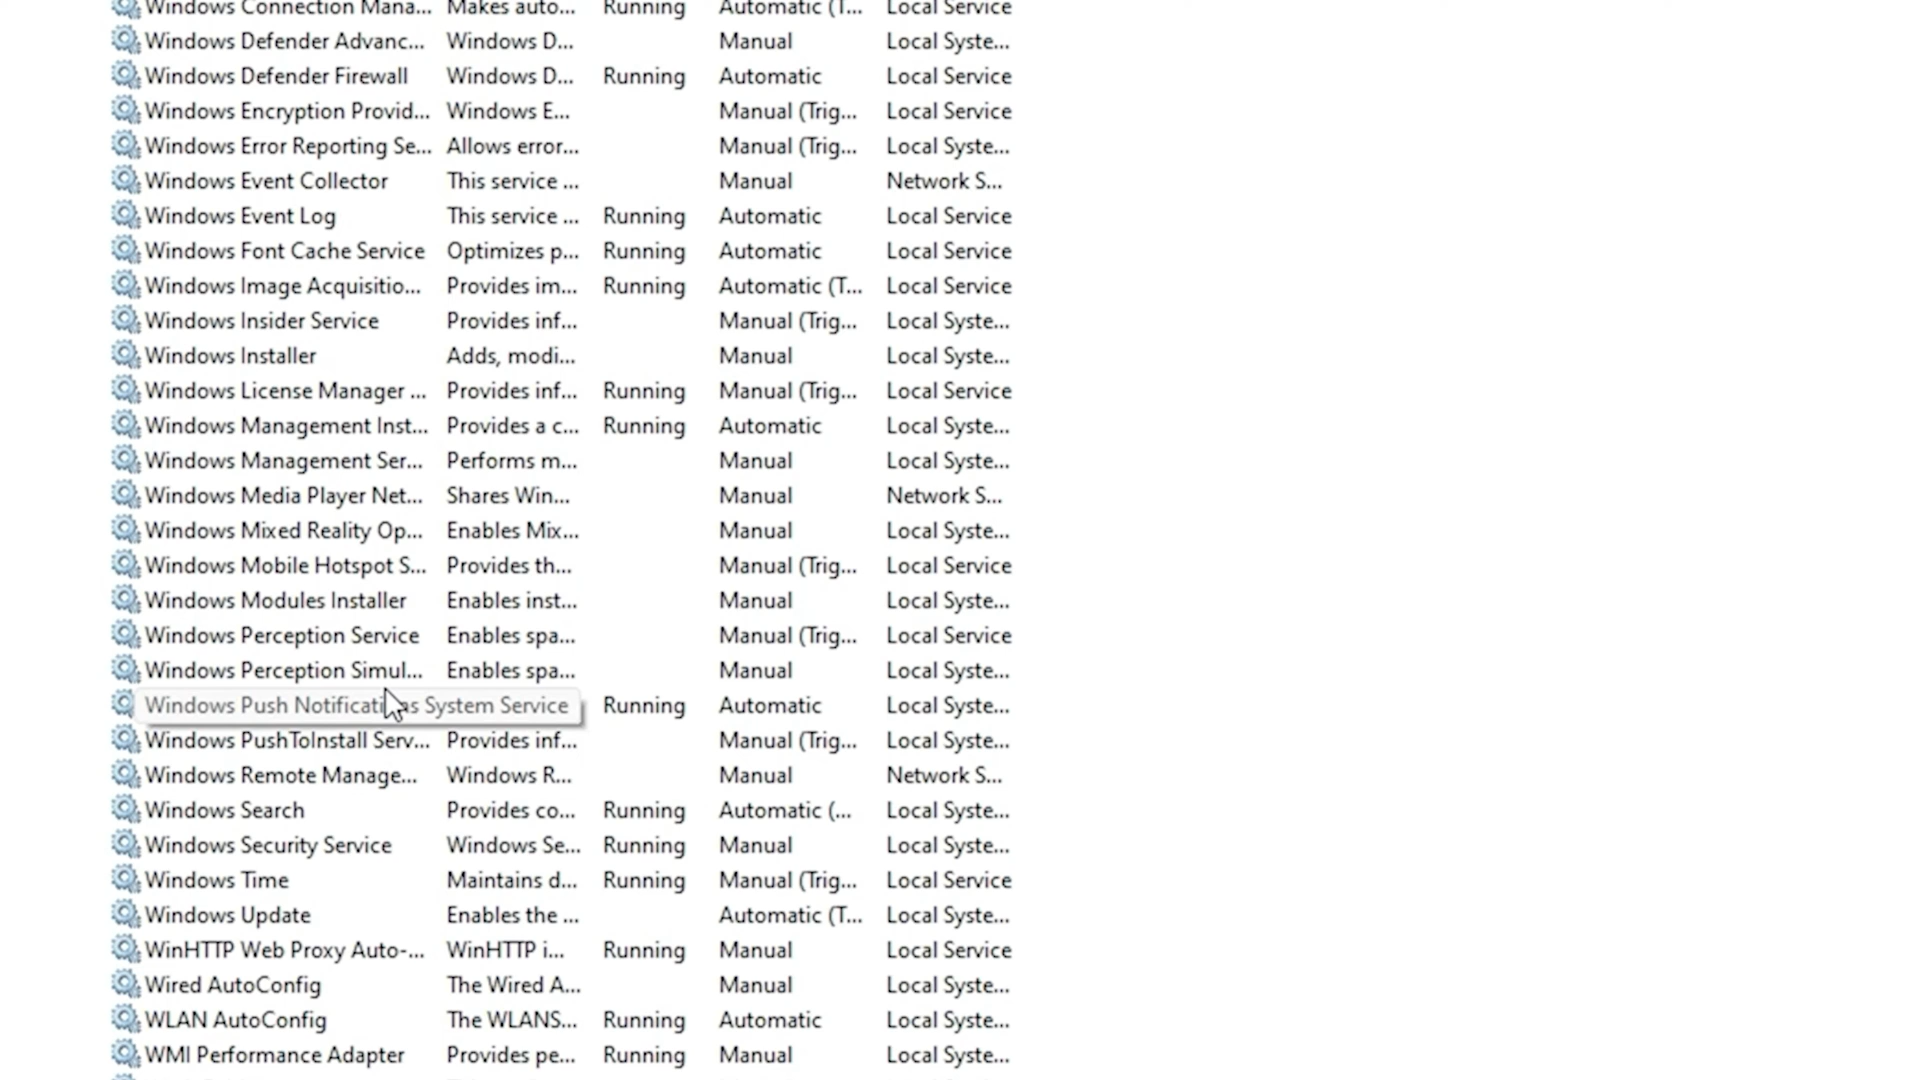 Windows Connection Mana... Makes auto... Running Automatic (T... Local Service
Windows Defender Advanc... Windows D... Manual Local Syste...
Windows Defender Firewall Windows D... Running Automatic Local Service
Windows Encryption Provid... Windows E... Manual (Trig... Local Service
Windows Error Reporting Se... Allows error... Manual (Trig... Local Syste...
Windows Event Collector This service ... Manual Network S...
Windows Event Log This service ... Running Automatic Local Service
Windows Font Cache Service Optimizes p... Running Automatic Local Service
Windows Image Acquisitio... Provides im... Running Automatic (T... Local Service
Windows Insider Service Provides inf... Manual (Trig... Local Syste...
Windows Installer Adds, modi... Manual Local Syste...
Windows License Manager ... Provides inf... Running Manual (Trig... Local Service
Windows Management Inst... Provides a c... Running Automatic Local Syste...
Windows Management Ser... Performs m... Manual Local Syste...
Windows Media Player Net... Shares Win... Manual Network S...
Windows Mixed Reality Op... Enables Mix... Manual Local Syste...
Windows Mobile Hotspot S... Provides th... Manual (Trig... Local Service
Windows Modules Installer Enables inst... Manual Local Syste...
Windows Perception Service Enables spa... Manual (Trig... Local Service
Windows Perception Simul... Enables spa... Manual Local Syste...
Windows Push Notifications System Service Running Automatic Local Syste...
Windows PushToInstall Serv... Provides inf... Manual (Trig... Local Syste...
Windows Remote Manage... Windows R... Manual Network S...
Windows Search Provides co... Running Automatic (... Local Syste...
Windows Security Service Windows Se... Running Manual Local Syste...
Windows Time Maintains d... Running Manual (Trig... Local Service
Windows Update Enables the ... Automatic (T... Local Syste...
WinHTTP Web Proxy Auto-... WinHTTP i... Running Manual Local Service
Wired AutoConfig The Wired A... Manual Local Syste...
WLAN AutoConfig The WLANS... Running Automatic Local Syste...
WMI Performance Adapter Provides pe... Running Manual Local Syste...